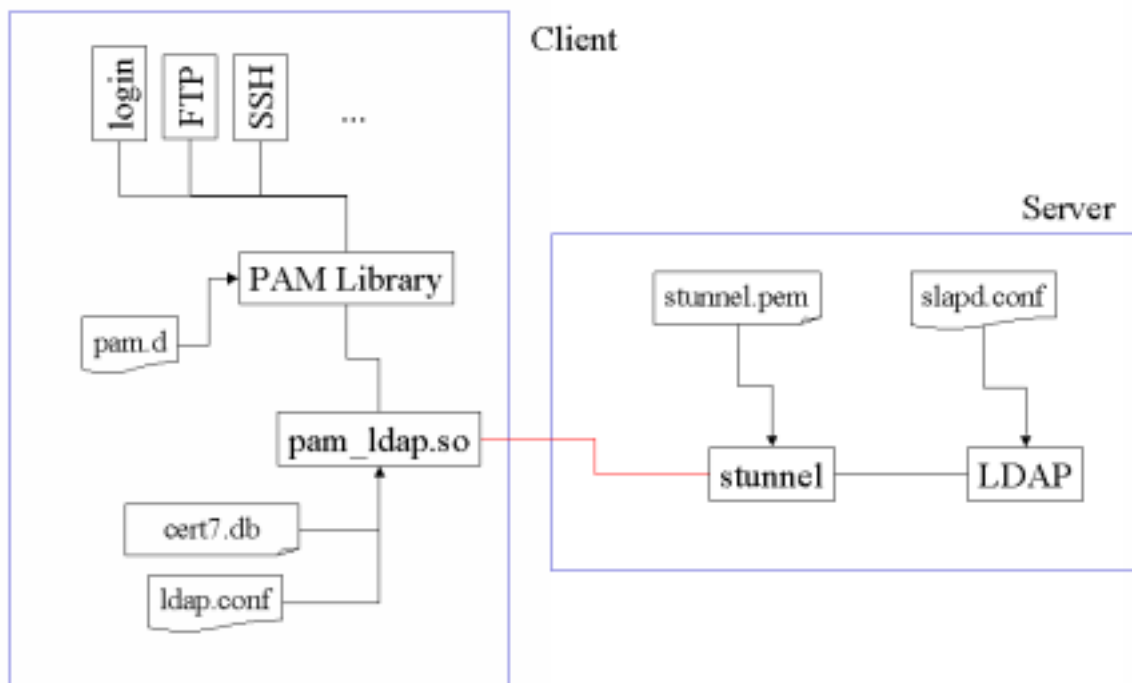 Client
login
FTP
SSH
...
PAM Library
pam.d
pam_ldap.so
cert7.db
ldap.conf
Server
stunnel.pem
slapd.conf
stunnel
LDAP